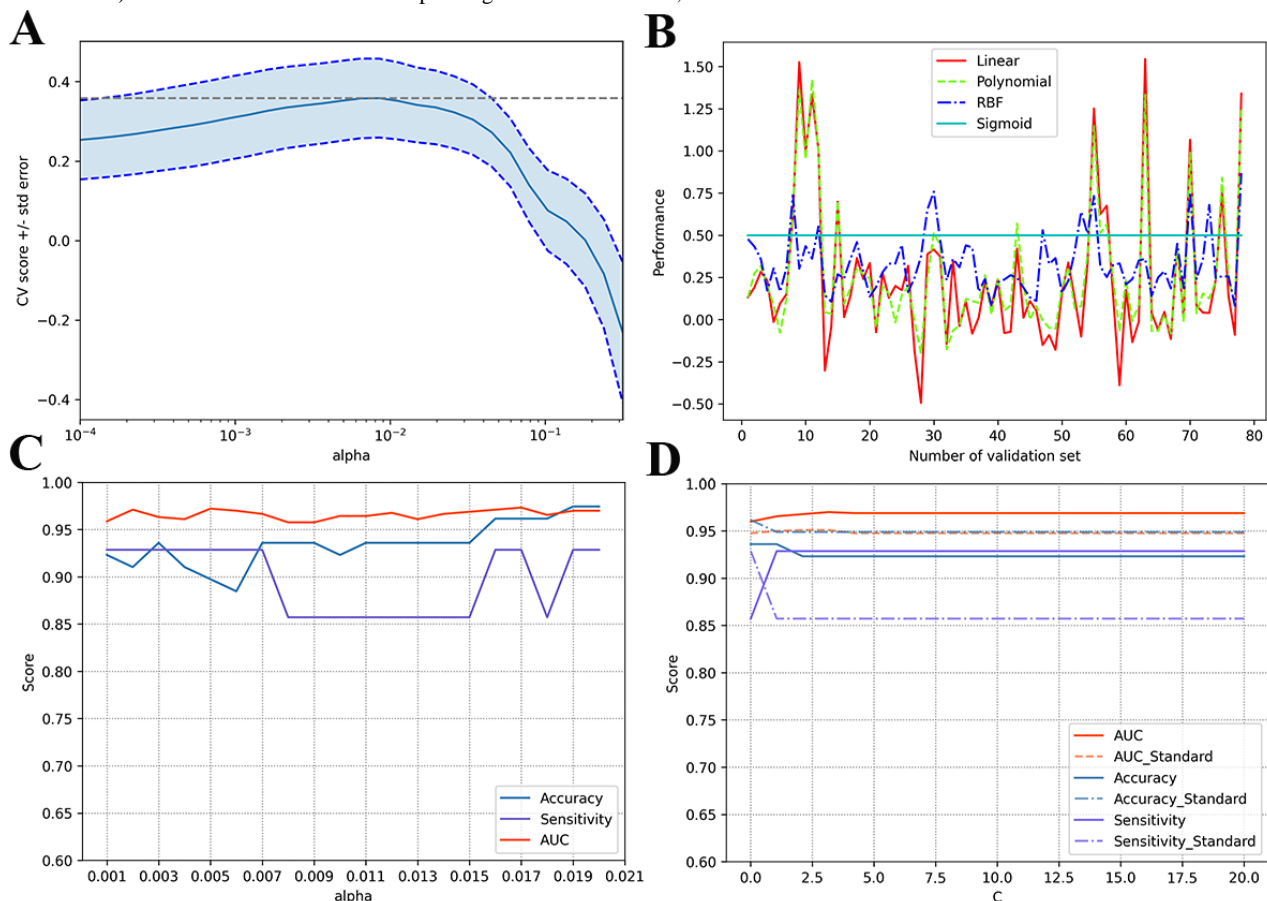 A
CV score +/- std error
0.4
0.2
0.0
−0.2
−0.4
10⁻⁴
10⁻³
10⁻²
10⁻¹
alpha
B
Performance
1.50
1.25
1.00
0.75
0.50
0.25
0.00
−0.25
−0.50
Linear
Polynomial
RBF
Sigmoid
0
10
20
30
40
50
60
70
80
Number of validation set
C
Score
1.00
0.95
0.90
0.85
0.80
0.75
0.70
0.65
0.60
Accuracy
Sensitivity
AUC
0.001
0.003
0.005
0.007
0.009
0.011
0.013
0.015
0.017
0.019
0.021
alpha
D
Score
1.00
0.95
0.90
0.85
0.80
0.75
0.70
0.65
0.60
AUC
AUC_Standard
Accuracy
Accuracy_Standard
Sensitivity
Sensitivity_Standard
0.0
2.5
5.0
7.5
10.0
12.5
15.0
17.5
20.0
C